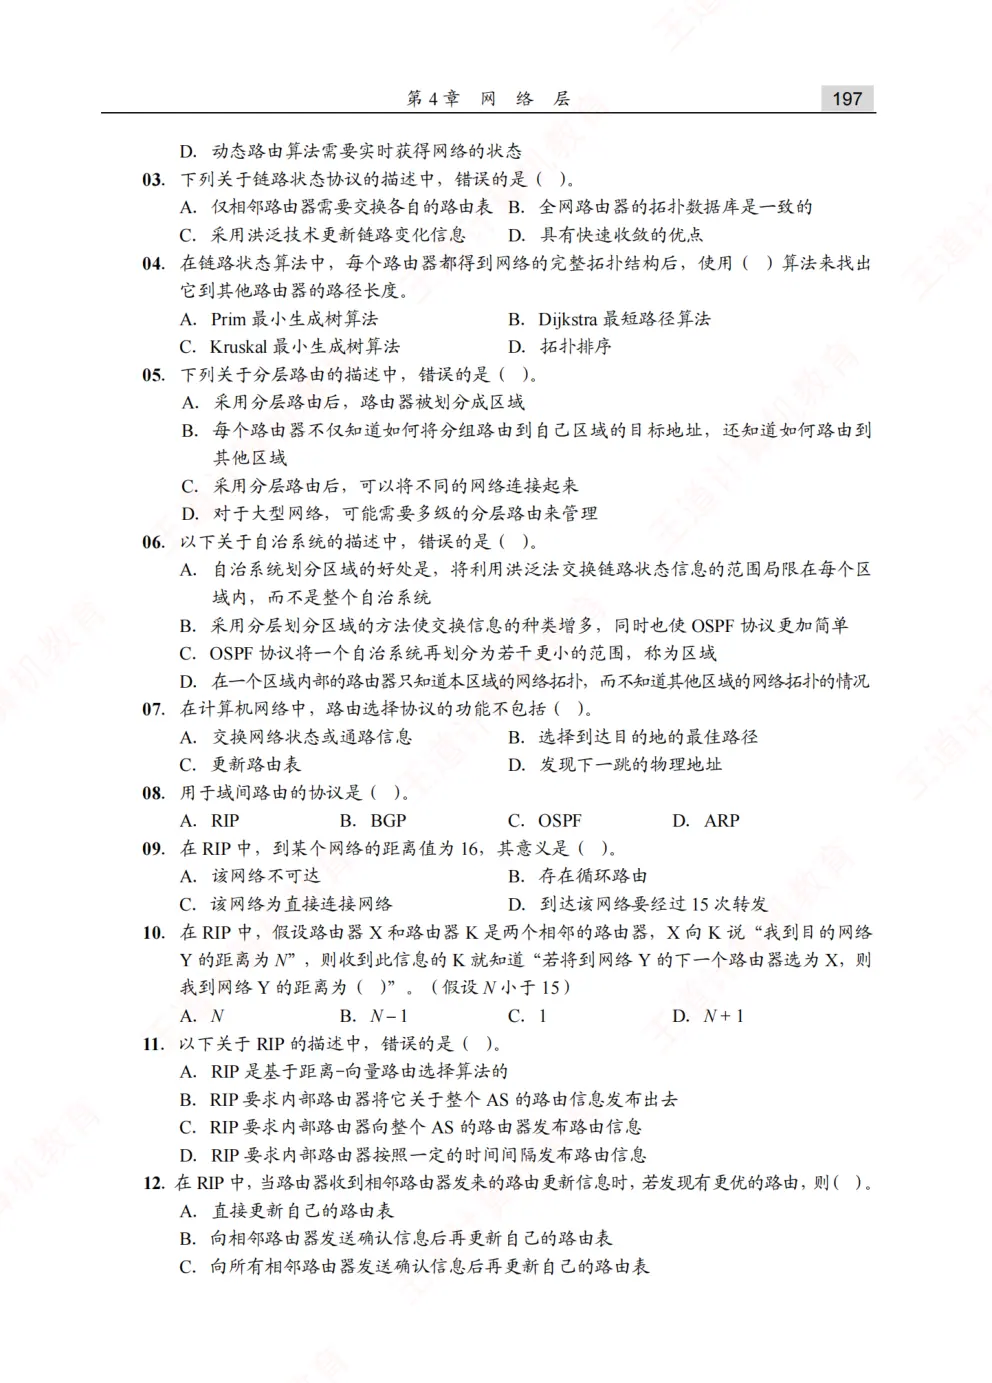 第4章 网 络 层 197
D. 动态路由算法需要实时获得网络的状态
03. 下列关于链路状态协议的描述中，错误的是（ ）。
A. 仅相邻路由器需要交换各自的路由表 B. 全网路由器的拓扑数据库是一致的
C. 采用洪泛技术更新链路变化信息 D. 具有快速收敛的优点
04. 在链路状态算法中，每个路由器都得到网络的完整拓扑结构后，使用（ ）算法来找出
它到其他路由器的路径长度。
A. Prim 最小生成树算法 B. Dijkstra 最短路径算法
C. Kruskal 最小生成树算法 D. 拓扑排序
05. 下列关于分层路由的描述中，错误的是（ ）。
A. 采用分层路由后，路由器被划分成区域
B. 每个路由器不仅知道如何将分组路由到自己区域的目标地址，还知道如何路由到
其他区域
C. 采用分层路由后，可以将不同的网络连接起来
D. 对于大型网络，可能需要多级的分层路由来管理
06. 以下关于自治系统的描述中，错误的是（ ）。
A. 自治系统划分区域的好处是，将利用洪泛法交换链路状态信息的范围局限在每个区
域内，而不是整个自治系统
B. 采用分层划分区域的方法使交换信息的种类增多，同时也使 OSPF 协议更加简单
C. OSPF 协议将一个自治系统再划分为若干更小的范围，称为区域
D. 在一个区域内部的路由器只知道本区域的网络拓扑，而不知道其他区域的网络拓扑的情况
07. 在计算机网络中，路由选择协议的功能不包括（ ）。
A. 交换网络状态或通路信息 B. 选择到达目的地的最佳路径
C. 更新路由表 D. 发现下一跳的物理地址
08. 用于域间路由的协议是（ ）。
A. RIP B. BGP C. OSPF D. ARP
09. 在 RIP 中，到某个网络的距离值为 16，其意义是（ ）。
A. 该网络不可达 B. 存在循环路由
C. 该网络为直接连接网络 D. 到达该网络要经过 15 次转发
10. 在 RIP 中，假设路由器 X 和路由器 K 是两个相邻的路由器，X 向 K 说“我到目的网络
Y 的距离为 N”，则收到此信息的 K 就知道“若将到网络 Y 的下一个路由器选为 X，则
我到网络 Y 的距离为（ ）”。（假设 N 小于 15）
A. N B. N – 1 C. 1 D. N + 1
11. 以下关于 RIP 的描述中，错误的是（ ）。
A. RIP 是基于距离-向量路由选择算法的
B. RIP 要求内部路由器将它关于整个 AS 的路由信息发布出去
C. RIP 要求内部路由器向整个 AS 的路由器发布路由信息
D. RIP 要求内部路由器按照一定的时间间隔发布路由信息
12. 在 RIP 中，当路由器收到相邻路由器发来的路由更新信息时，若发现有更优的路由，则（ ）。
A. 直接更新自己的路由表
B. 向相邻路由器发送确认信息后再更新自己的路由表
C. 向所有相邻路由器发送确认信息后再更新自己的路由表